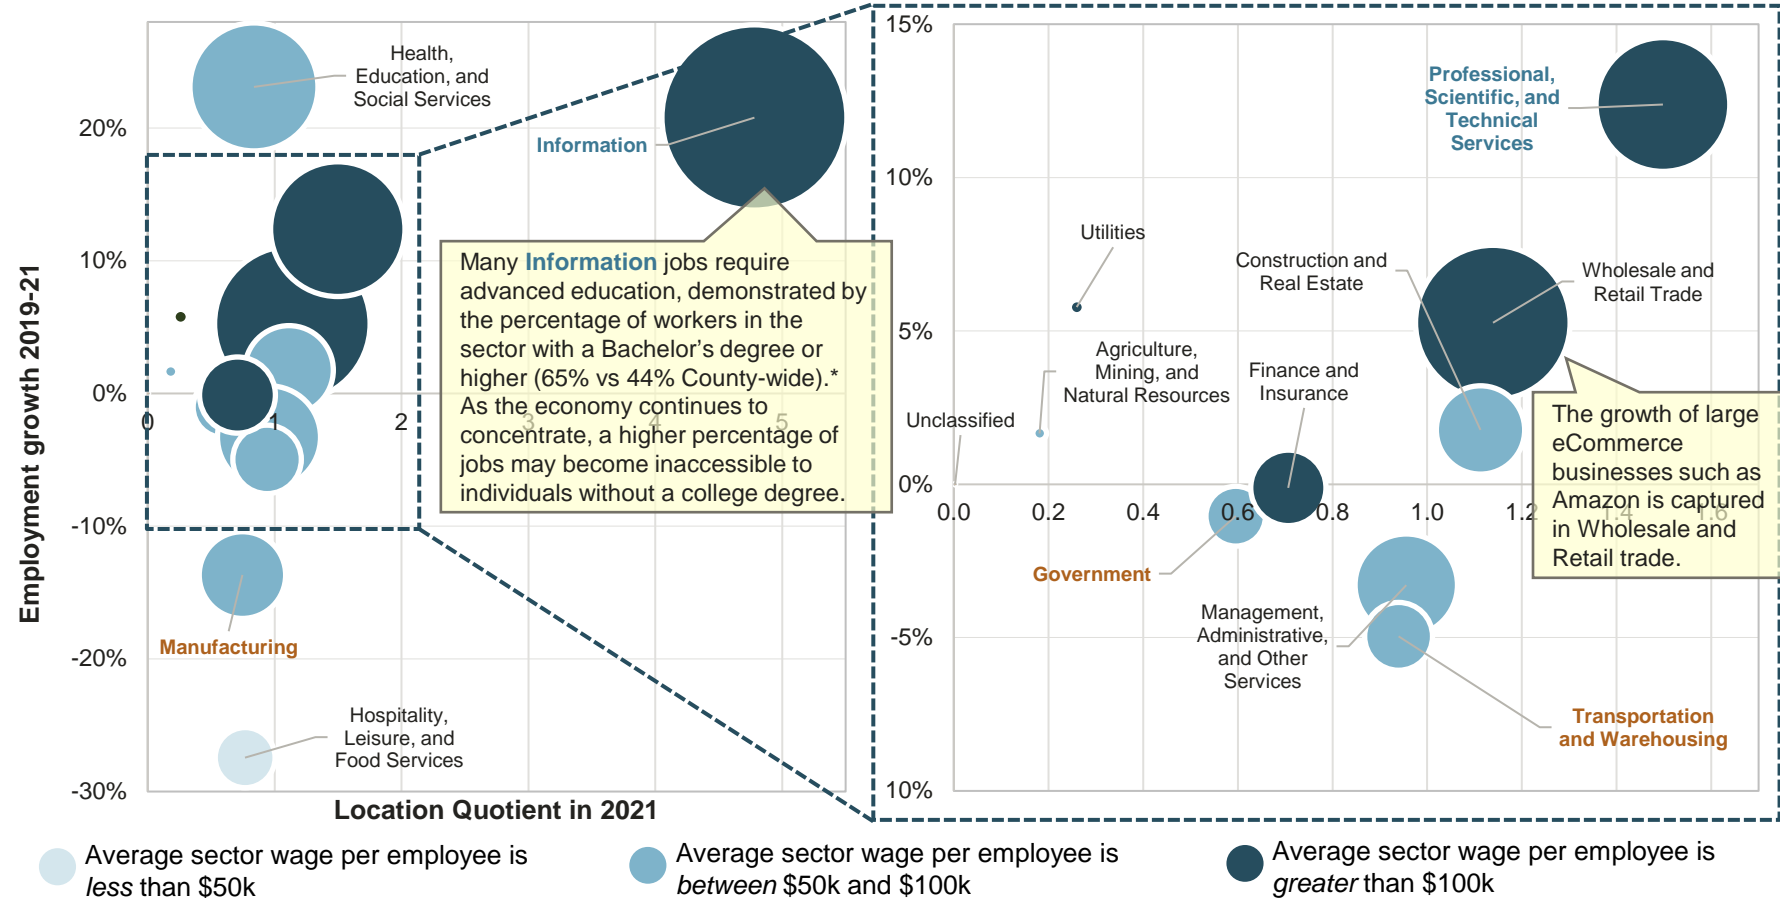 Employment growth 2019-21
20%
10%
0%
-10%
-20%
-30%
0
1
2
3
4
5
Location Quotient in 2021
Health,
Education, and
Social Services
Information
Manufacturing
Hospitality,
Leisure, and
Food Services
Many Information jobs require
advanced education, demonstrated by
the percentage of workers in the
sector with a Bachelor’s degree or
higher (65% vs 44% County-wide).*
As the economy continues to
concentrate, a higher percentage of
jobs may become inaccessible to
individuals without a college degree.
15%
10%
5%
0%
-5%
10%
0.0
0.2
0.4
0.6
0.8
1.0
1.2
1.6
Professional,
Scientific, and
Technical
Services
Utilities
Construction and
Real Estate
Wholesale and
Retail Trade
Agriculture,
Mining, and
Natural Resources
Finance and
Insurance
Unclassified
Government
Management,
Administrative,
and Other
Services
Transportation
and Warehousing
The growth of large
eCommerce
businesses such as
Amazon is captured
in Wholesale and
Retail trade.
Average sector wage per employee is
less than $50k
Average sector wage per employee is
between $50k and $100k
Average sector wage per employee is
greater than $100k